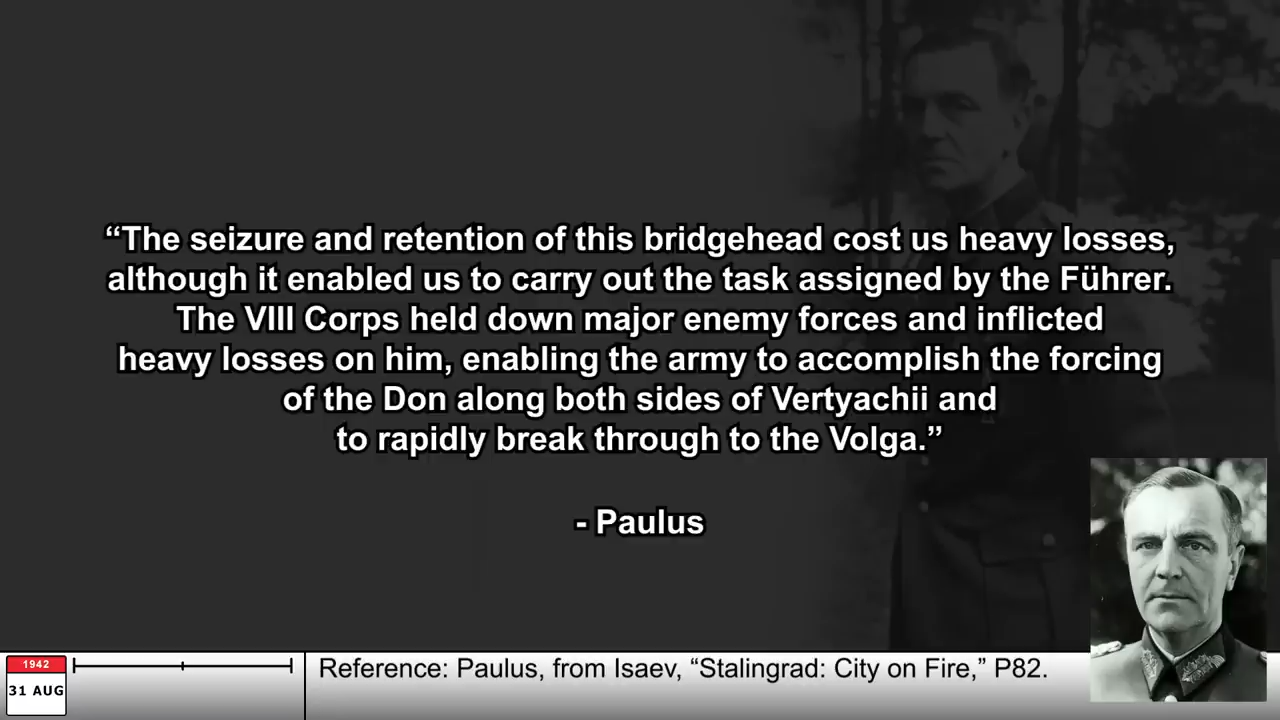 “The seizure and retention of this bridgehead cost us heavy losses,
although it enabled us to carry out the task assigned by the Führer.
The VIII Corps held down major enemy forces and inflicted
heavy losses on him, enabling the army to accomplish the forcing
of the Don along both sides of Vertyachii and
to rapidly break through to the Volga.”
- Paulus
1942
31 AUG
Reference: Paulus, from Isaev, “Stalingrad: City on Fire,” P82.